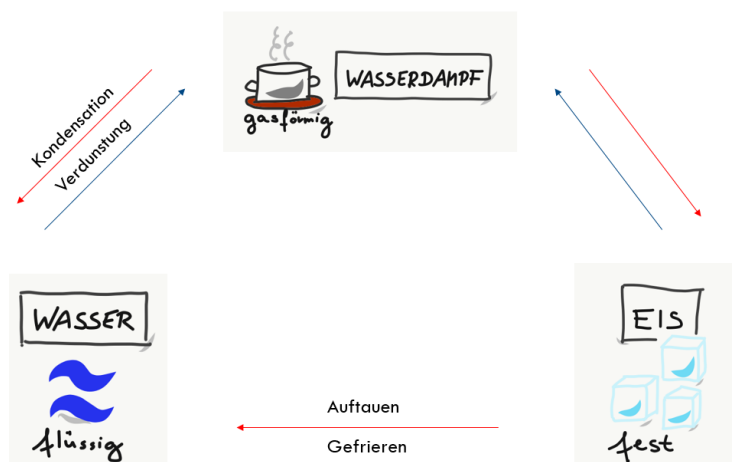 WASSERDAMPF
gasförmig
Kondensation
Verdunstung
WASSER
flüssig
EIS
fest
Auftauen
Gefrieren